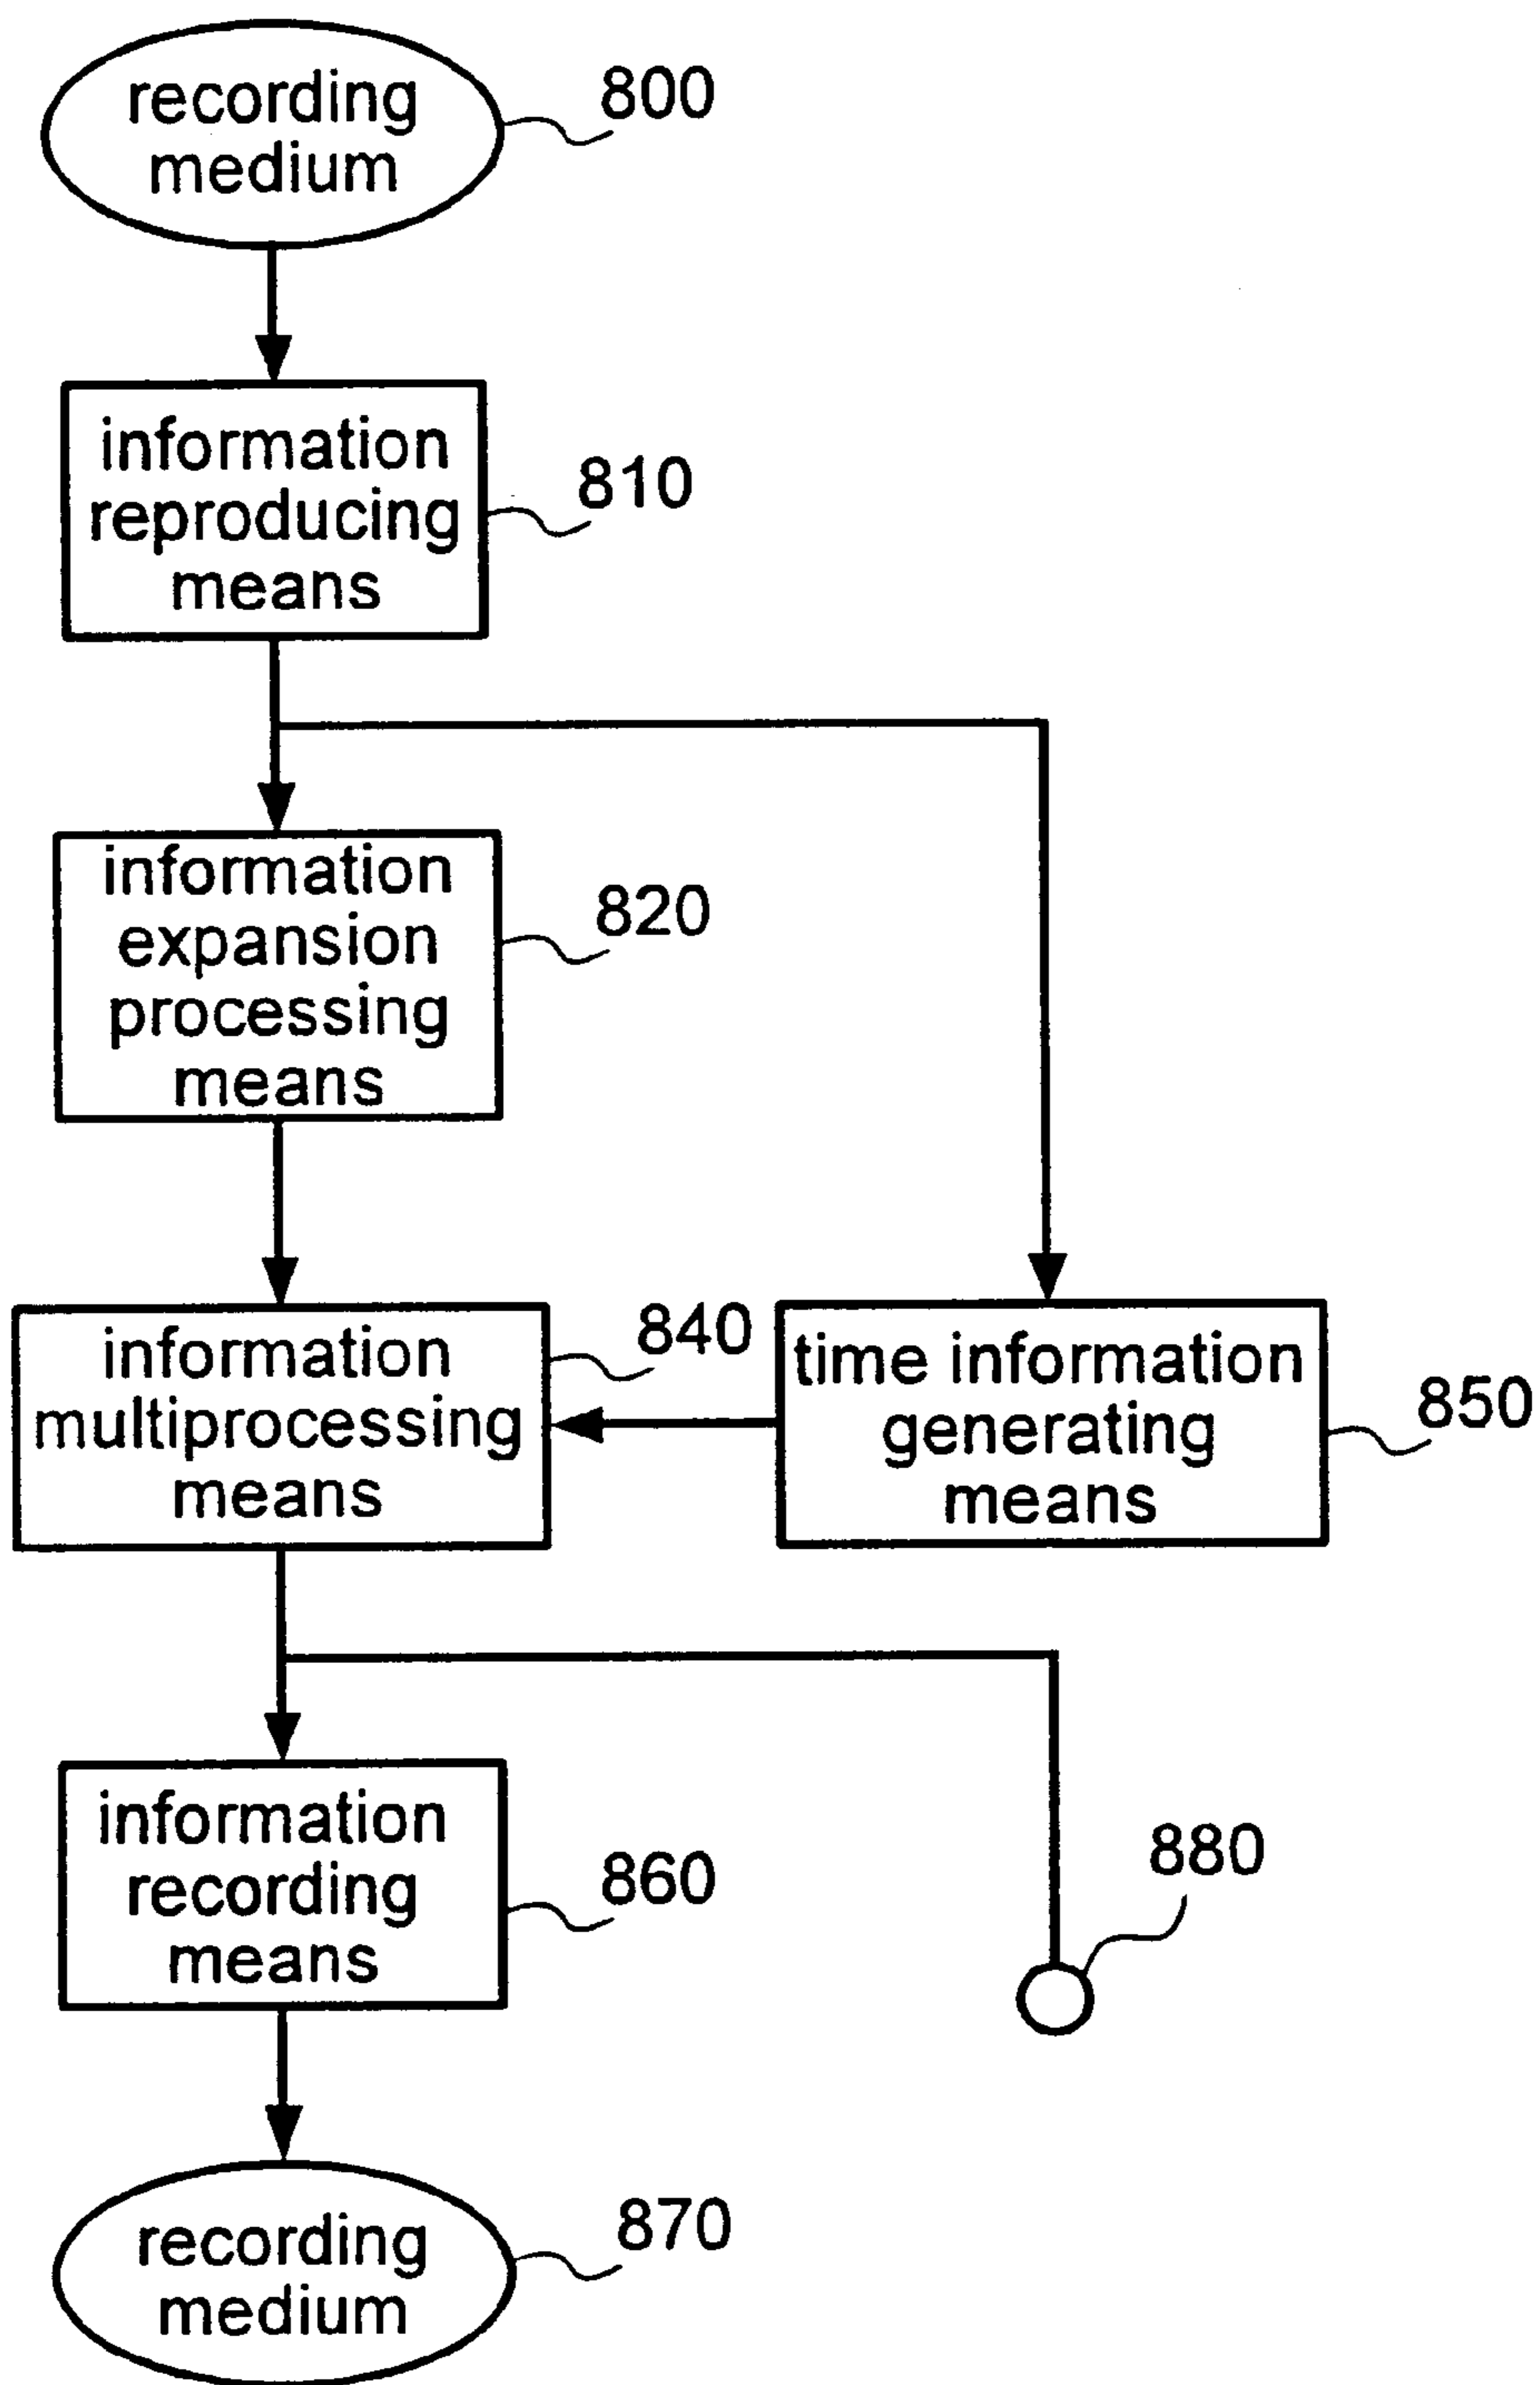 recording
medium
800
information
reproducing
means
810
information
expansion
processing
means
820
information
multiprocessing
means
840
time information
generating
means
850
information
recording
means
860
880
recording
medium
870